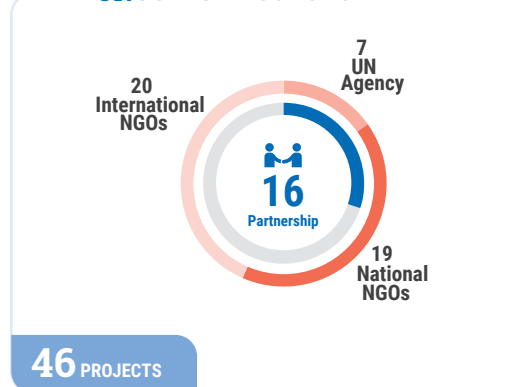 7
UN
Agency
20
International
NGOs
16
Partnership
19
National
NGOs
46 PROJECTS